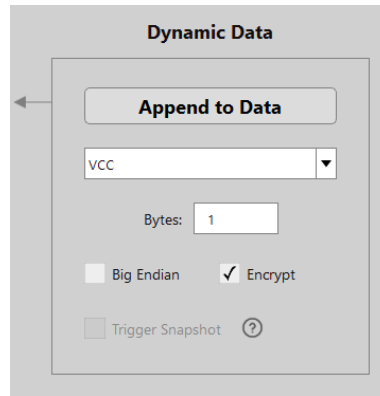 Dynamic Data
Append to Data
VCC
Bytes: 1
Big Endian Encrypt
Trigger Snapshot ?